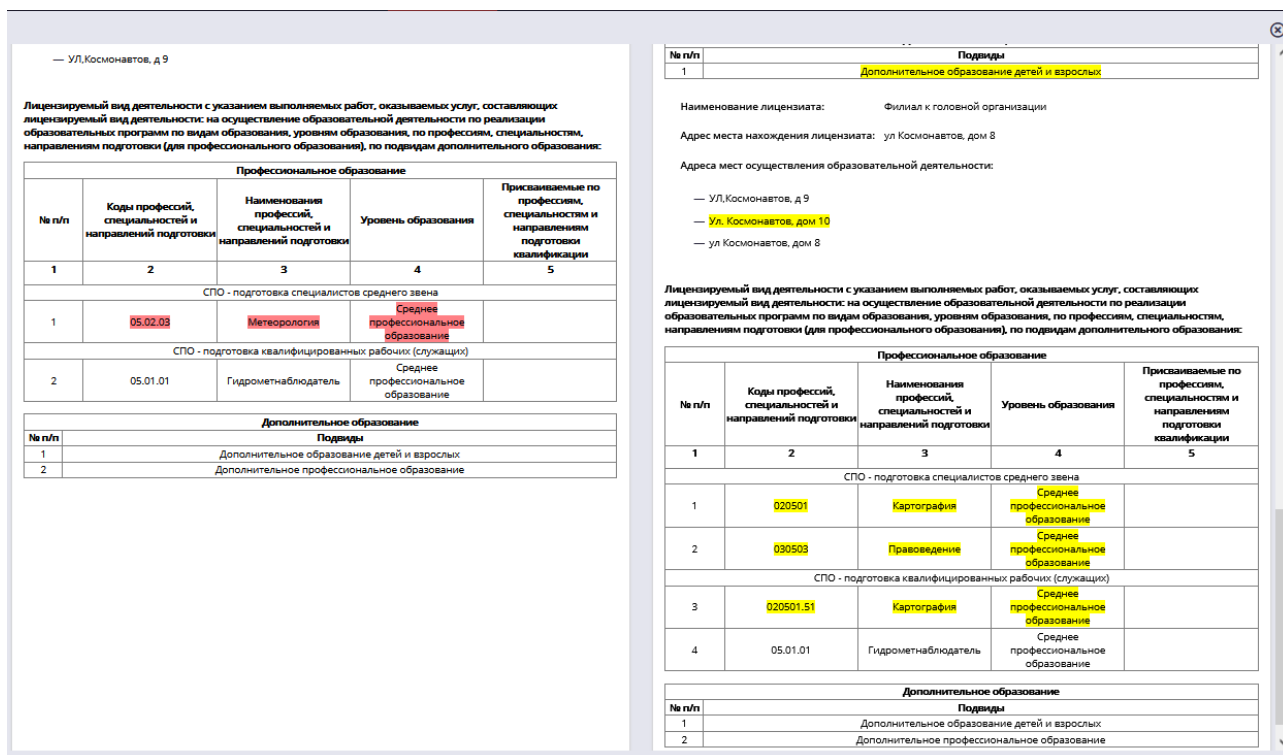 — УЛ,Космонавтов, д 9
Лицензируемый вид деятельности с указанием выполняемых работ, оказываемых услуг, составляющих
лицензируемый вид деятельности: на осуществление образовательной деятельности по реализации
образовательных программ по видам образования, уровням образования, по профессиям, специальностям,
направлениям подготовки (для профессионального образования), по подвидам дополнительного образования:
Профессиональное образование
№ п/п
Коды профессий,
специальностей и
направлений подготовки
Наименования
профессий,
специальностей и
направлений подготовки
Уровень образования
Присваиваемые по
профессиям,
специальностям и
направлениям
подготовки
квалификации
1 2 3 4 5
СПО - подготовка специалистов среднего звена
1 05.02.03 Метеорология Среднее
профессиональное
образование
СПО - подготовка квалифицированных рабочих (служащих)
2 05.01.01 Гидрометнаблюдатель Среднее
профессиональное
образование
Дополнительное образование
№ п/п Подвиды
1 Дополнительное образование детей и взрослых
2 Дополнительное профессиональное образование
№ п/п Подвиды
1 Дополнительное образование детей и взрослых
Наименование лицензиата: Филиал к головной организации
Адрес места нахождения лицензиата: ул Космонавтов, дом 8
Адреса мест осуществления образовательной деятельности:
— УЛ,Космонавтов, д 9
— Ул. Космонавтов, дом 10
— ул Космонавтов, дом 8
Лицензируемый вид деятельности с указанием выполняемых работ, оказываемых услуг, составляющих
лицензируемый вид деятельности: на осуществление образовательной деятельности по реализации
образовательных программ по видам образования, уровням образования, по профессиям, специальностям,
направлениям подготовки (для профессионального образования), по подвидам дополнительного образования:
Профессиональное образование
№ п/п
Коды профессий,
специальностей и
направлений подготовки
Наименования
профессий,
специальностей и
направлений подготовки
Уровень образования
Присваиваемые по
профессиям,
специальностям и
направлениям
подготовки
квалификации
1 2 3 4 5
СПО - подготовка специалистов среднего звена
1 020501 Картография Среднее
профессиональное
образование
2 030503 Правоведение Среднее
профессиональное
образование
СПО - подготовка квалифицированных рабочих (служащих)
3 020501.51 Картография Среднее
профессиональное
образование
4 05.01.01 Гидрометнаблюдатель Среднее
профессиональное
образование
Дополнительное образование
№ п/п Подвиды
1 Дополнительное образование детей и взрослых
2 Дополнительное профессиональное образование